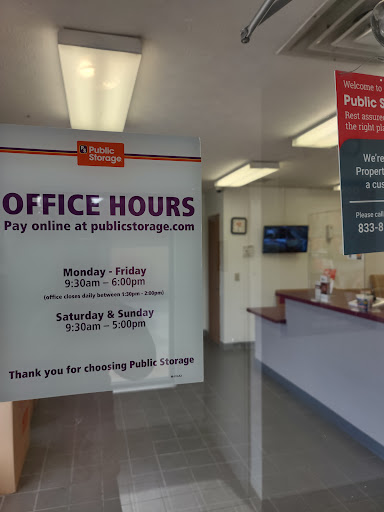 Public
Storage
OFFICE HOURS
Pay online at publicstorage.com
Monday - Friday
9:30am – 6:00pm
(office closes daily between 1:30pm - 2:00pm)
Saturday & Sunday
9:30am – 5:00pm
Thank you for choosing Public Storage
Welcome to
Public S
Rest assure
the right pla
We're
Proper
a cus
Please call
833-8